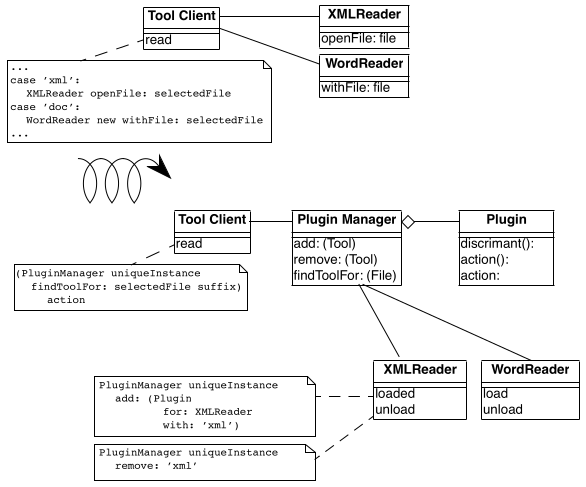 Tool Client
read
XMLReader
openFile: file
WordReader
withFile: file
...
case 'xml':
XMLReader openFile: selectedFile
case 'doc':
WordReader new withFile: selectedFile
...
Tool Client
read
Plugin Manager
add: (Tool)
remove: (Tool)
findToolFor: (File)
Plugin
discrimant():
action():
action:
(PluginManager uniqueInstance
findToolFor: selectedFile suffix)
action
XMLReader
loaded
unload
WordReader
load
unload
PluginManager uniqueInstance
add: (Plugin
for: XMLReader
with: 'xml')
PluginManager uniqueInstance
remove: 'xml'